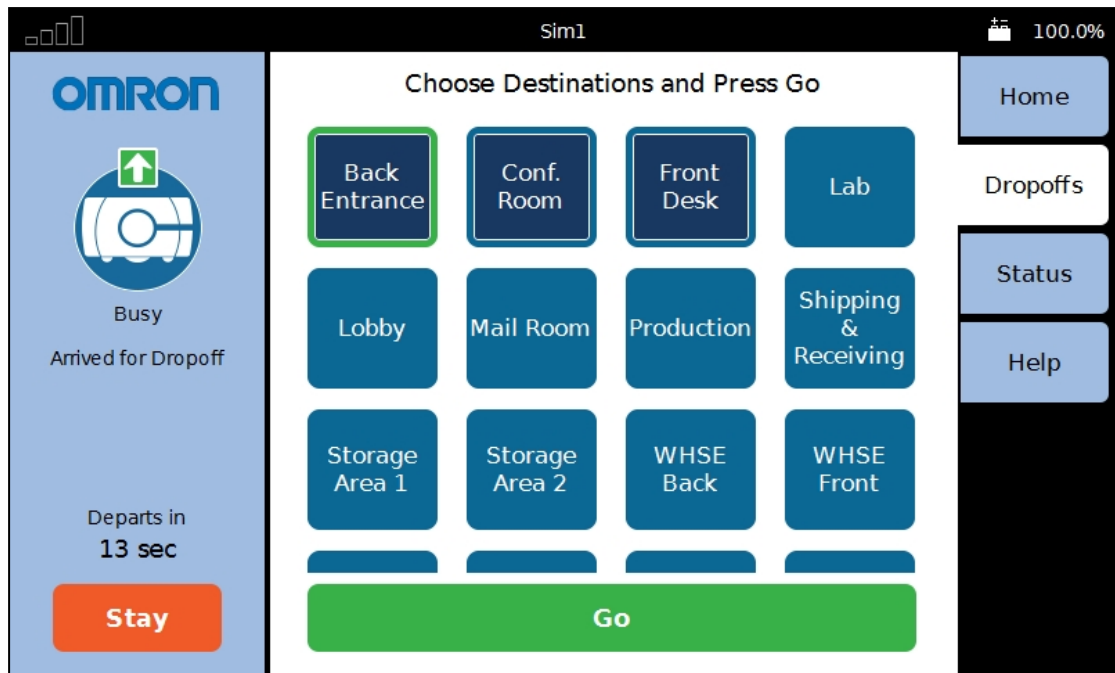 Sim1
100.0%
OMRON
Busy
Arrived for Dropoff
Departs in
13 sec
Stay
Choose Destinations and Press Go
Back
Entrance
Conf.
Room
Front
Desk
Lab
Lobby
Mail Room
Production
Shipping
&
Receiving
Storage
Area 1
Storage
Area 2
WHSE
Back
WHSE
Front
Go
Home
Dropoffs
Status
Help